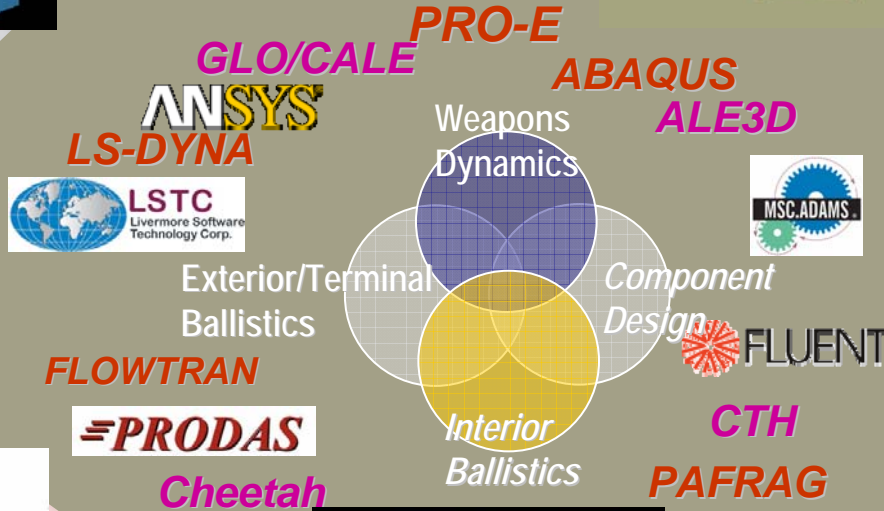 PRO-E
GLO/CALE
ABAQUS
ANSYS
Weapons
Dynamics
ALE3D
LS-DYNA
LSTC
Livermore Software
Technology Corp.
MSC.ADAMS
Exterior/Terminal
Ballistics
Component
Design
FLUENT
FLOWTRAN
PRODAS
Interior
Ballistics
CTH
PAFRAG
Cheetah